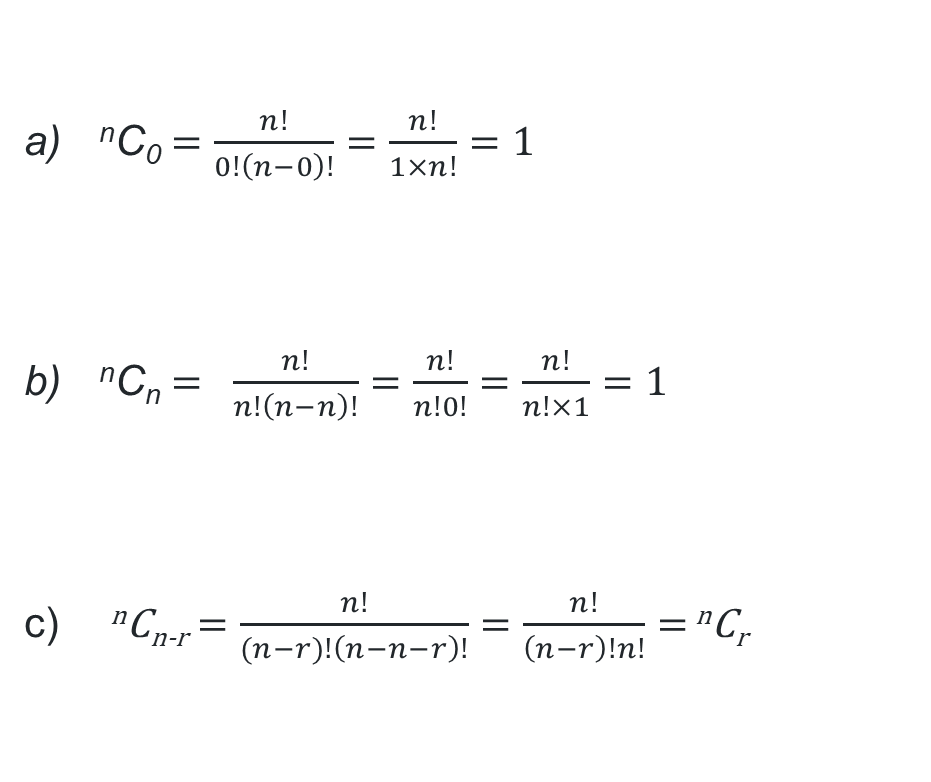 a) ⁿC₀ = n!/(0!(n−0)!) = n!/(1×n!) = 1
b) ⁿCₙ = n!/(n!(n−n)!) = n!/(n!0!) = n!/(n!×1) = 1
c) ⁿCₙ₋ᵣ = n!/((n−r)!(n−n−r)!) = n!/((n−r)!n!) = ⁿCᵣ